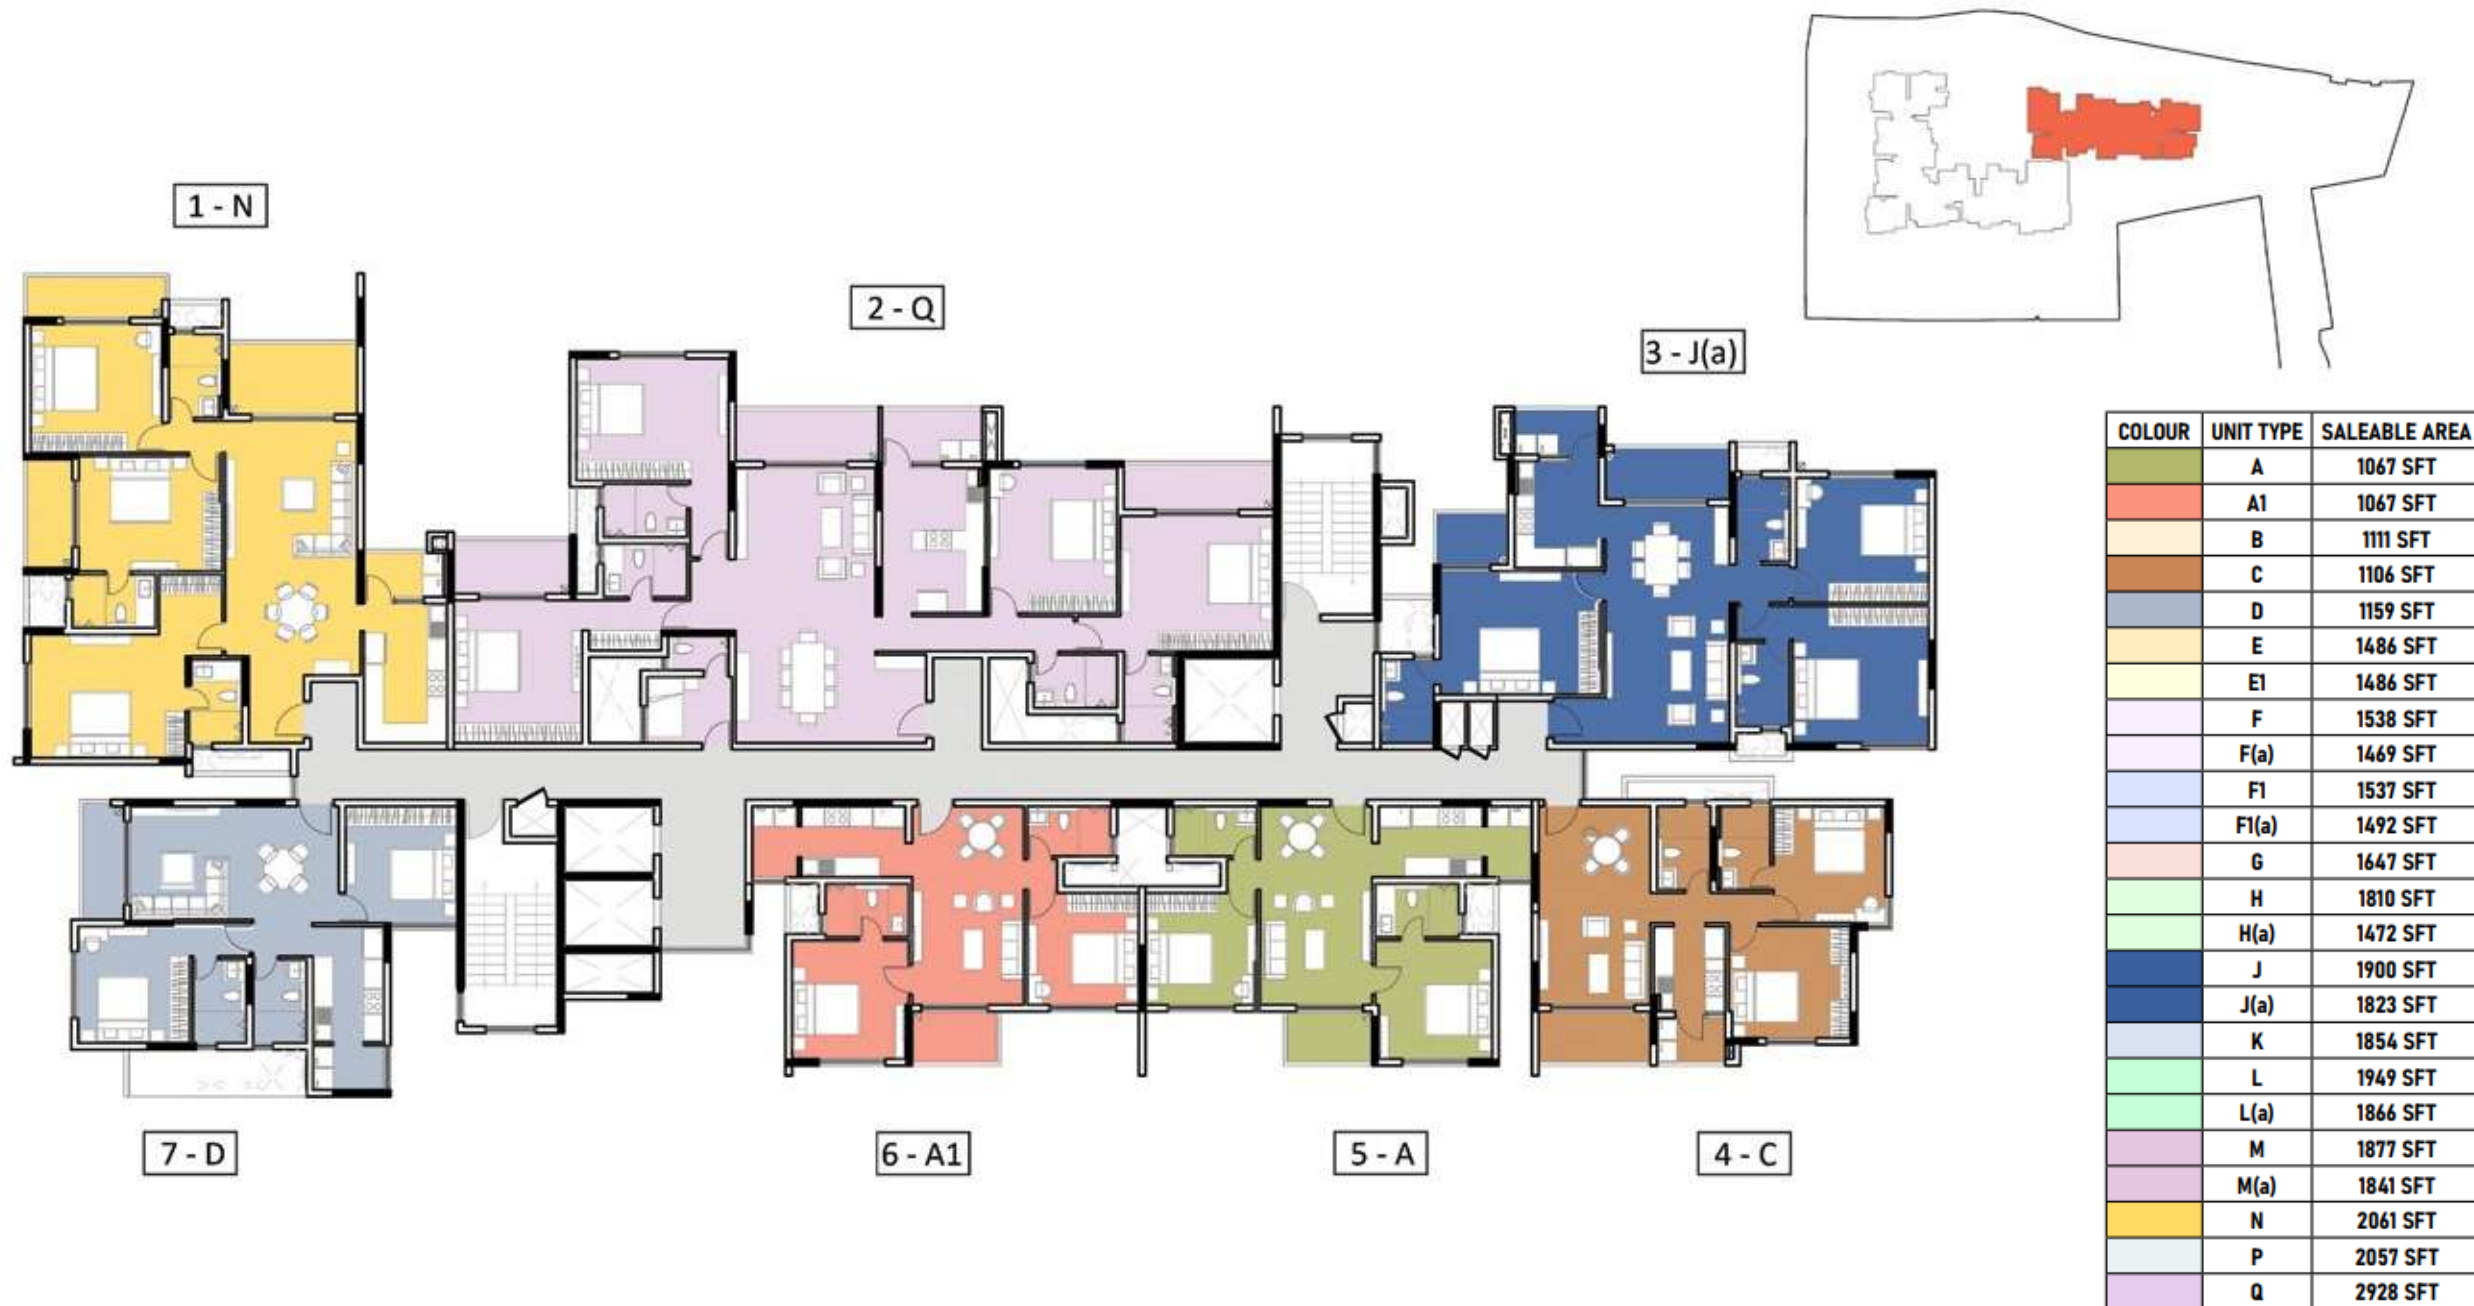 1 - N
2 - Q
3 - J(a)
COLOUR UNIT TYPE SALEABLE AREA
A 1067 SFT
A1 1067 SFT
B 1111 SFT
C 1106 SFT
D 1159 SFT
E 1486 SFT
E1 1486 SFT
F 1538 SFT
F(a) 1469 SFT
F1 1537 SFT
F1(a) 1492 SFT
G 1647 SFT
H 1810 SFT
H(a) 1472 SFT
J 1900 SFT
J(a) 1823 SFT
K 1854 SFT
L 1949 SFT
L(a) 1866 SFT
M 1877 SFT
M(a) 1841 SFT
N 2061 SFT
P 2057 SFT
Q 2928 SFT
7 - D
6 - A1
5 - A
4 - C